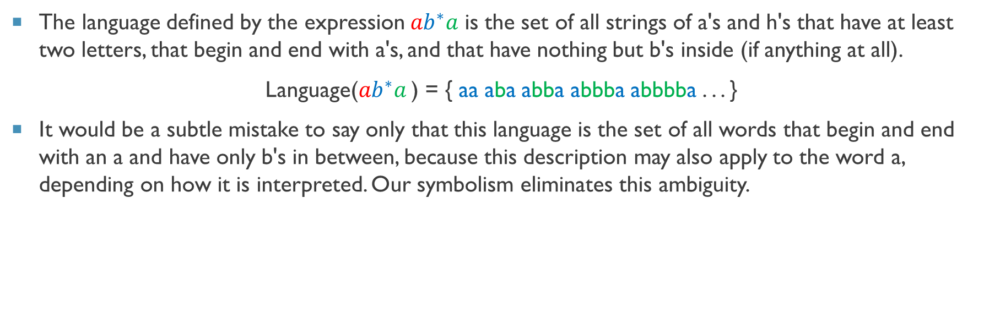 ▪ The language defined by the expression ab*a is the set of all strings of a's and h's that have at least
two letters, that begin and end with a's, and that have nothing but b's inside (if anything at all).
Language(ab*a ) = { aa aba abba abbba abbbba . . . }
▪ It would be a subtle mistake to say only that this language is the set of all words that begin and end
with an a and have only b's in between, because this description may also apply to the word a,
depending on how it is interpreted. Our symbolism eliminates this ambiguity.